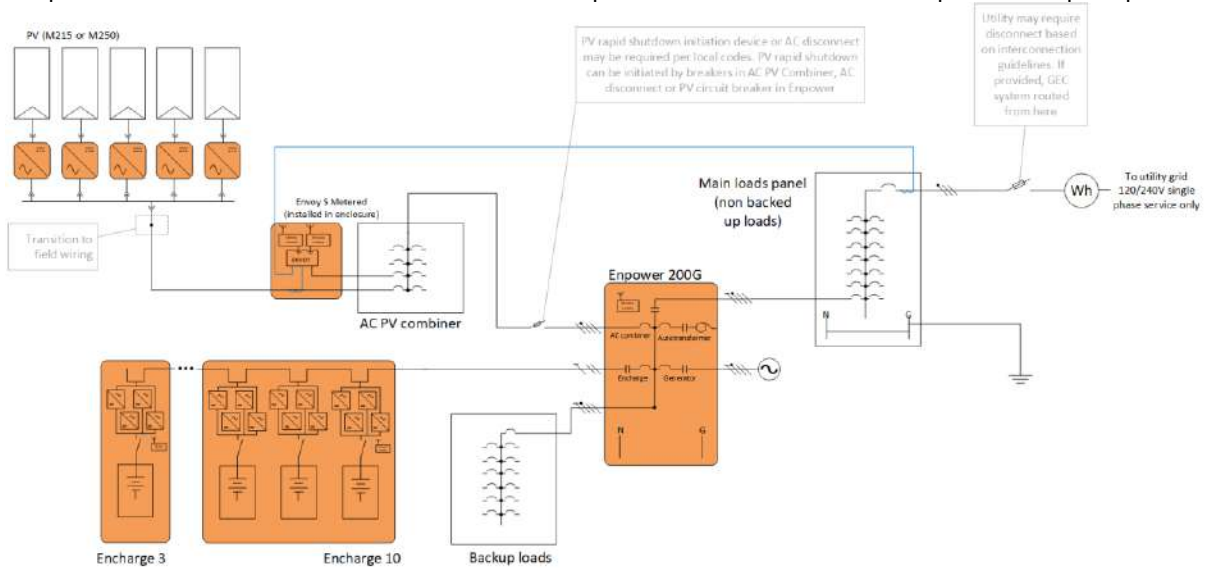 PV (M215 or M250)
PV rapid shutdown initiation device or AC disconnect
may be required per local codes. PV rapid shutdown
can be initiated by breakers in AC PV Combiner, AC
disconnect or PV circuit breaker in Enpower
Utility may require
disconnect based
on interconnection
guidelines. If
provided, GEC
system routed
from here
Main loads panel
(non backed
up loads)
Wh
To utility grid
120/240V single
phase service only
Envoy S Metered
(installed in enclosure)
Transition to
field wiring
AC PV combiner
Enpower 200G
AC combiner
Autotransformer
Encharge
Generator
N
G
N
G
Encharge 3
Encharge 10
Backup loads